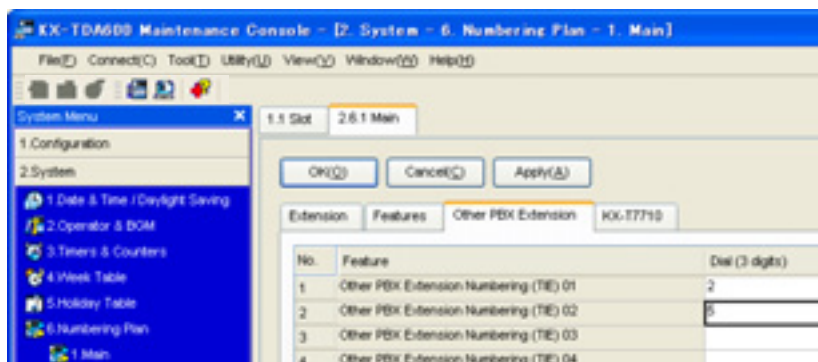 KX-TDA600 Maintenance Console - [2. System - 6. Numbering Plan - 1. Main]
File(F) Connect(C) Tool(T) Utility(U) View(V) Window(W) Help(H)
System Menu
1.1 Slot 2.6.1 Main
1.Configuration
2.System
OK(O) Cancel(C) Apply(A)
1.Date & Time / Daylight Saving
2.Operator & BGM
Extension Features Other PBX Extension KX-T7710
3.Timers & Counters
No. Feature Dial (3 digits)
4.Week Table
1 Other PBX Extension Numbering (TIE) 01 2
5.Holiday Table
2 Other PBX Extension Numbering (TIE) 02 5
6.Numbering Plan
3 Other PBX Extension Numbering (TIE) 03
1.Main
4 Other PBX Extension Numbering (TIE) 04